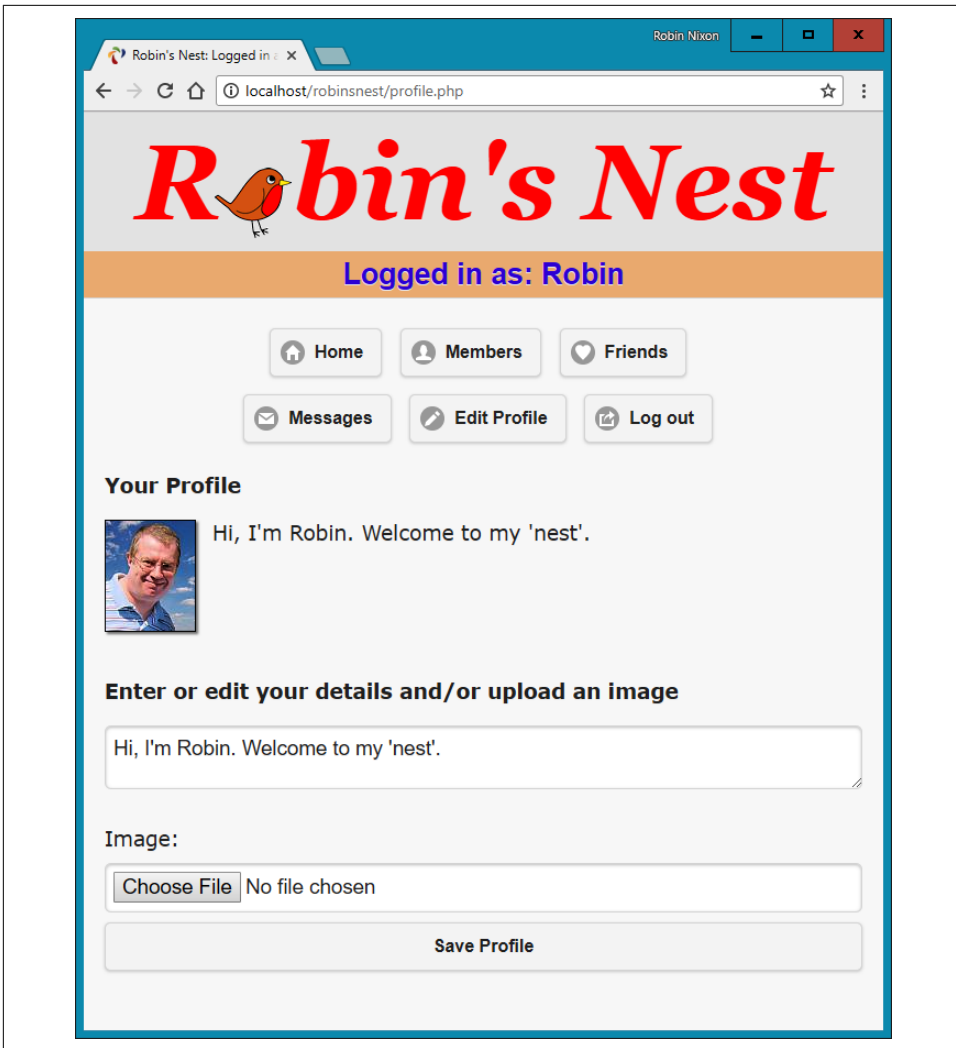 Robin Nixon
Robin's Nest: Logged in a
localhost/robinsnest/profile.php
Robin's Nest
Logged in as: Robin
Home Members Friends
Messages Edit Profile Log out
Your Profile
Hi, I'm Robin. Welcome to my 'nest'.
Enter or edit your details and/or upload an image
Hi, I'm Robin. Welcome to my 'nest'.
Image:
Choose File No file chosen
Save Profile